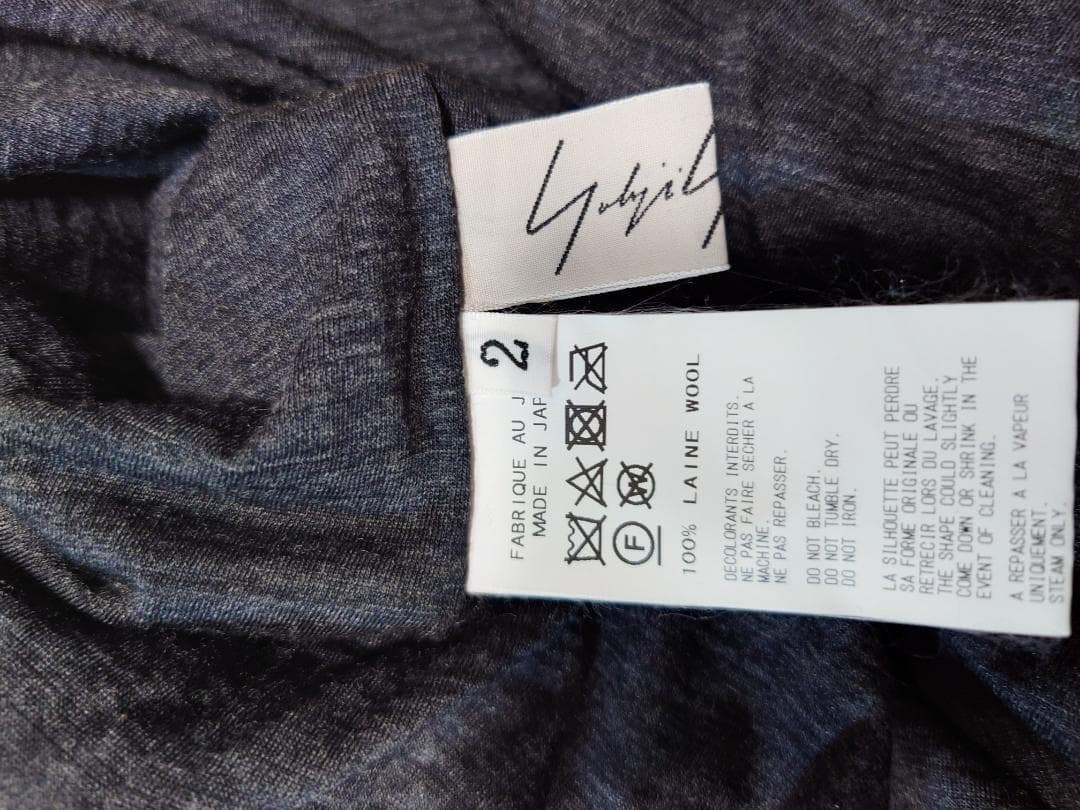 Yohji Y
2
FABRIQUE AU J
MADE IN JAP
F
W
100% LAINE WOOL
DECOLORANTS INTERDITS.
NE PAS FAIRE SECHER A LA
MACHINE.
NE PAS REPASSER.
DO NOT BLEACH.
DO NOT TUMBLE DRY.
DO NOT IRON.
LA SILHOUETTE PEUT PERDRE
SA FORME ORIGINALE OU
RETRECIR LORS DU LAVAGE.
THE SHAPE COULD SLIGHTLY
COME DOWN OR SHRINK IN THE
EVENT OF CLEANING.
A REPASSER A LA VAPEUR
UNIQUEMENT.
STEAM ONLY.